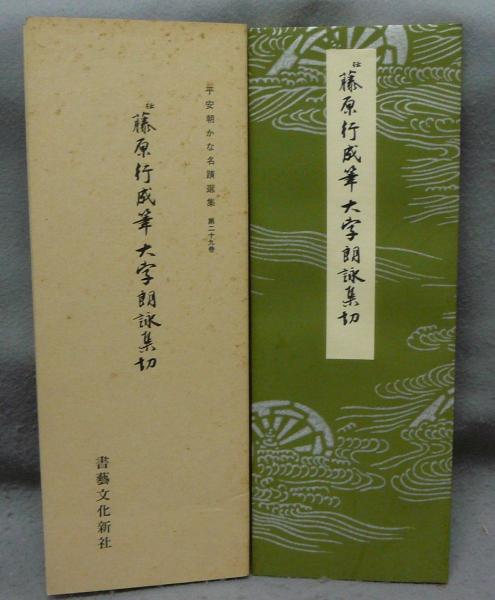 平安朝かな名蹟選集 第二十九巻
伝 藤原行成筆 大字朗詠集切
書藝文化新社
伝 藤原行成筆 大字朗詠集切